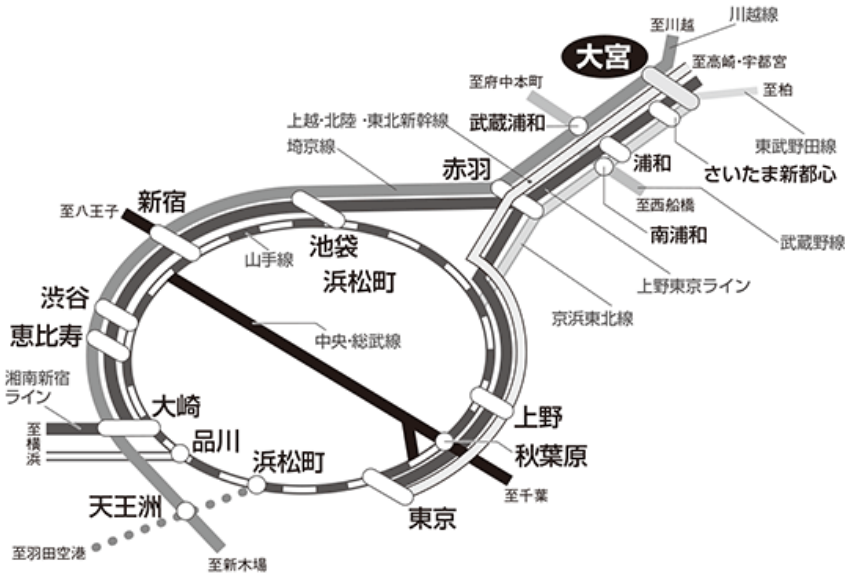 至川越
川越線
大宮
至高崎・宇都宮
至府中本町
至柏
上越・北陸・東北新幹線
武蔵浦和
東武野田線
埼京線
浦和
さいたま新都心
赤羽
至八王子
新宿
至西船橋
南浦和
武蔵野線
山手線
池袋
浜松町
上野東京ライン
渋谷
京浜東北線
恵比寿
中央・総武線
湘南新宿
ライン
大崎
上野
至
横
浜
品川
浜松町
秋葉原
天王洲
至千葉
東京
至羽田空港
至新木場